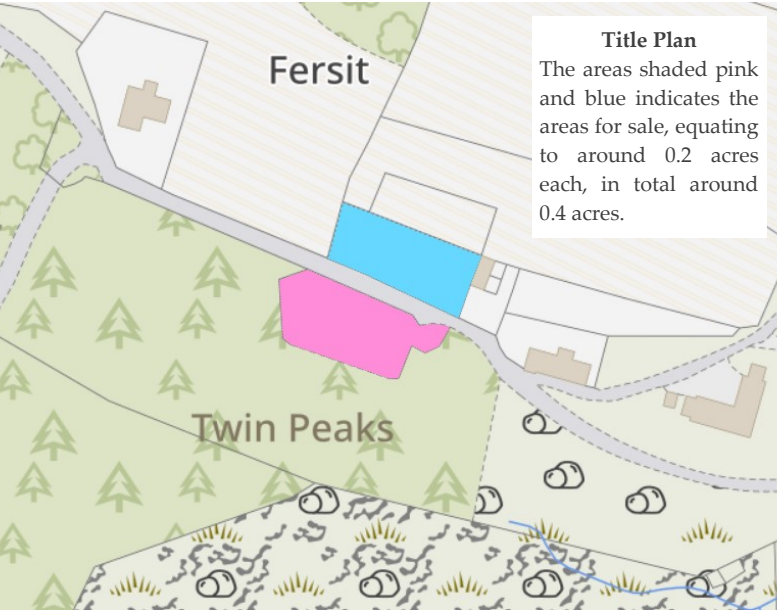 Title Plan
The areas shaded pink
and blue indicates the
areas for sale, equating
to around 0.2 acres
each, in total around
0.4 acres.
Fersit
Twin Peaks